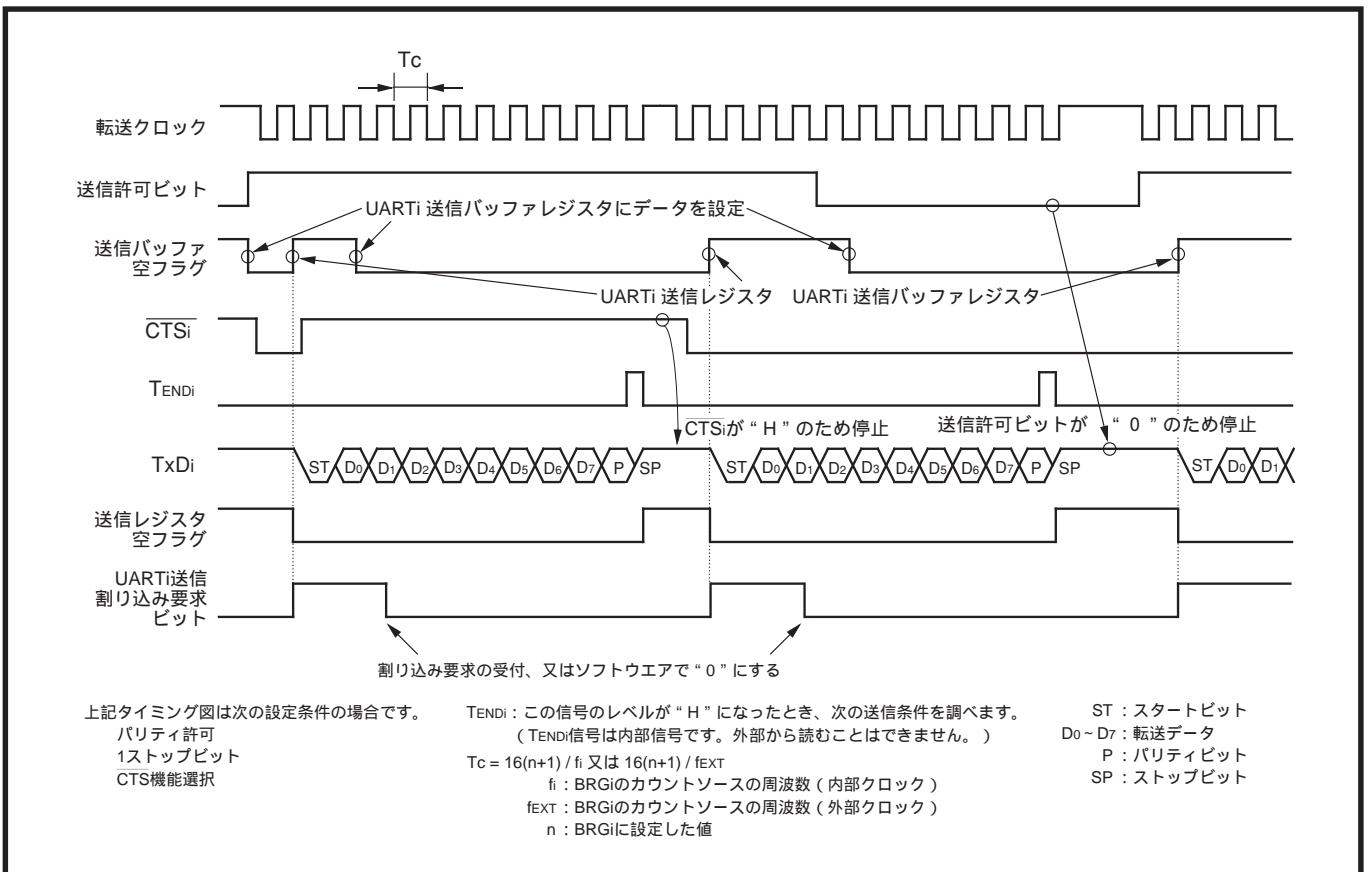 Tc
転送クロック
送信許可ビット
UARTi 送信バッファレジスタにデータを設定
送信バッファ
空フラグ
UARTi 送信レジスタ UARTi 送信バッファレジスタ
CTSi
TENDi
CTSiが“H”のため停止 送信許可ビットが “0”のため停止
TxDi
ST D0 D1 D2 D3 D4 D5 D6 D7 P SP ST D0 D1 D2 D3 D4 D5 D6 D7 P SP ST D0 D1
送信レジスタ
空フラグ
UARTi送信
割り込み要求
ビット
割り込み要求の受付、又はソフトウエアで“0”にする
上記タイミング図は次の設定条件の場合です。
パリティ許可
1ストップビット
CTS機能選択
TENDi：この信号のレベルが“H”になったとき、次の送信条件を調べます。
（TENDi信号は内部信号です。外部から読むことはできません。）
Tc = 16(n+1) / fi 又は 16(n+1) / fEXT
fi：BRGiのカウントソースの周波数（内部クロック）
fEXT：BRGiのカウントソースの周波数（外部クロック）
n：BRGiに設定した値
ST：スタートビット
D0~D7：転送データ
P：パリティビット
SP：ストップビット